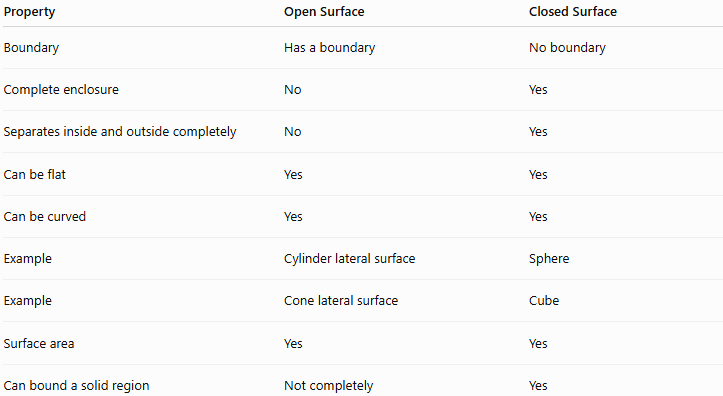 Property Open Surface Closed Surface
Boundary Has a boundary No boundary
Complete enclosure No Yes
Separates inside and outside completely No Yes
Can be flat Yes Yes
Can be curved Yes Yes
Example Cylinder lateral surface Sphere
Example Cone lateral surface Cube
Surface area Yes Yes
Can bound a solid region Not completely Yes